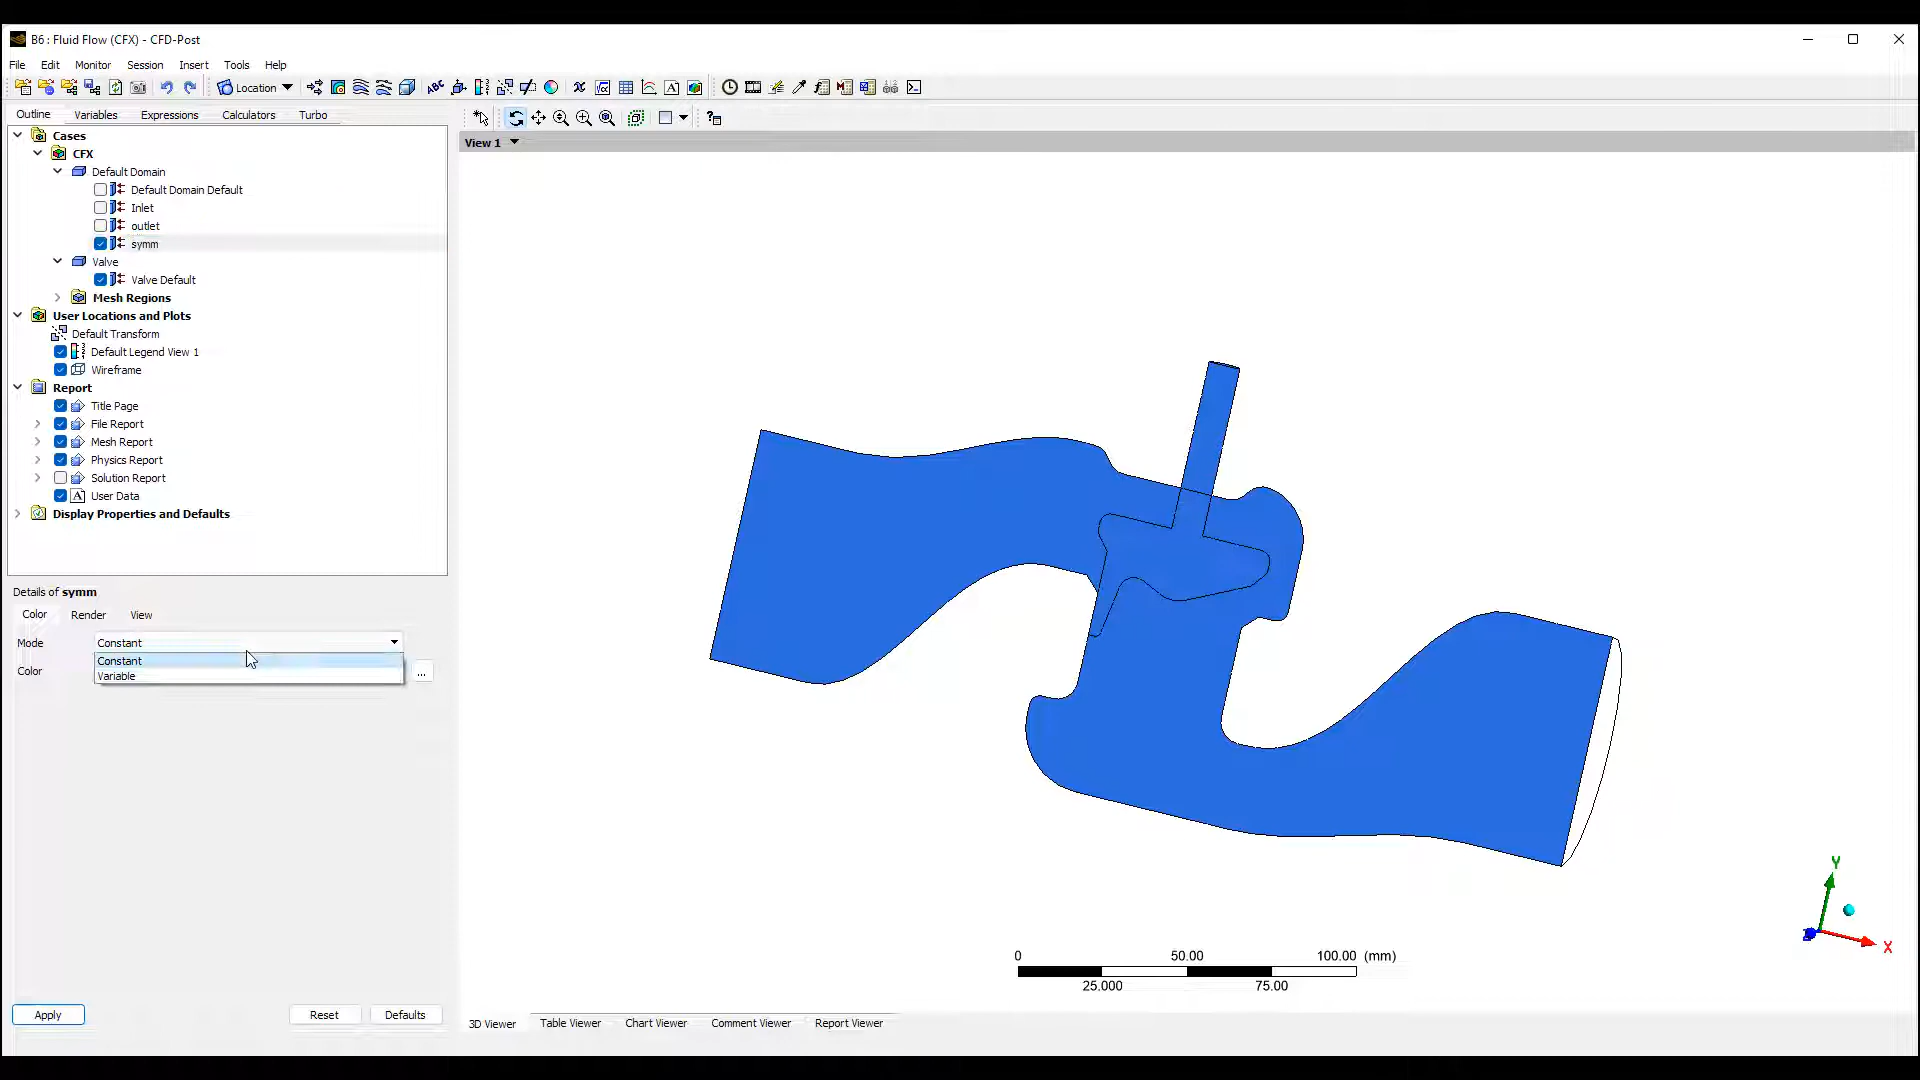 B6 : Fluid Flow (CFX) - CFD-Post
File Edit Monitor Session Insert Tools Help
Location
Outline Variables Expressions Calculators Turbo
View 1
Cases
CFX
Default Domain
Default Domain Default
Inlet
outlet
symm
Valve
Valve Default
Mesh Regions
User Locations and Plots
Default Transform
Default Legend View 1
Wireframe
Report
Title Page
File Report
Mesh Report
Physics Report
Solution Report
A User Data
Display Properties and Defaults
Details of symm
Color Render View
Mode Constant
Constant
Color
...
Variable
Apply Reset Defaults
0 50.00 100.00 (mm)
25.000 75.00
Y
X
Z
3D Viewer Table Viewer Chart Viewer Comment Viewer Report Viewer